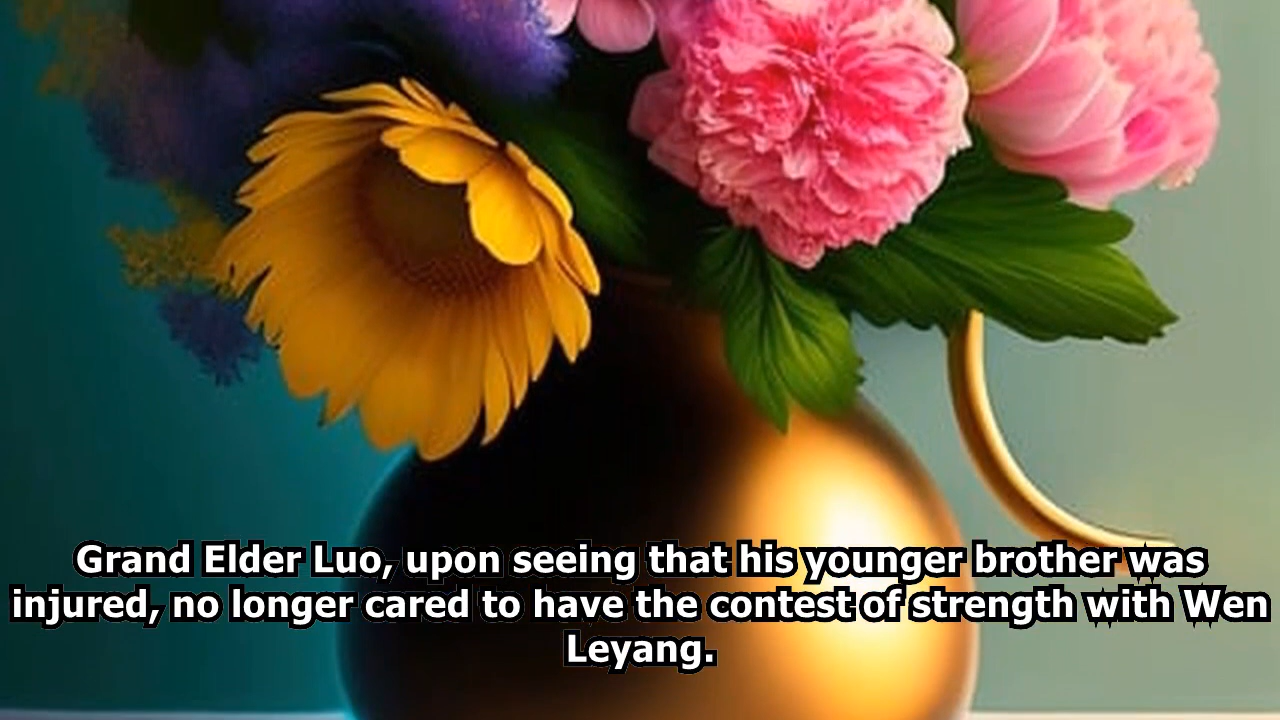 Grand Elder Luo, upon seeing that his younger brother was
injured, no longer cared to have the contest of strength with Wen
Leyang.